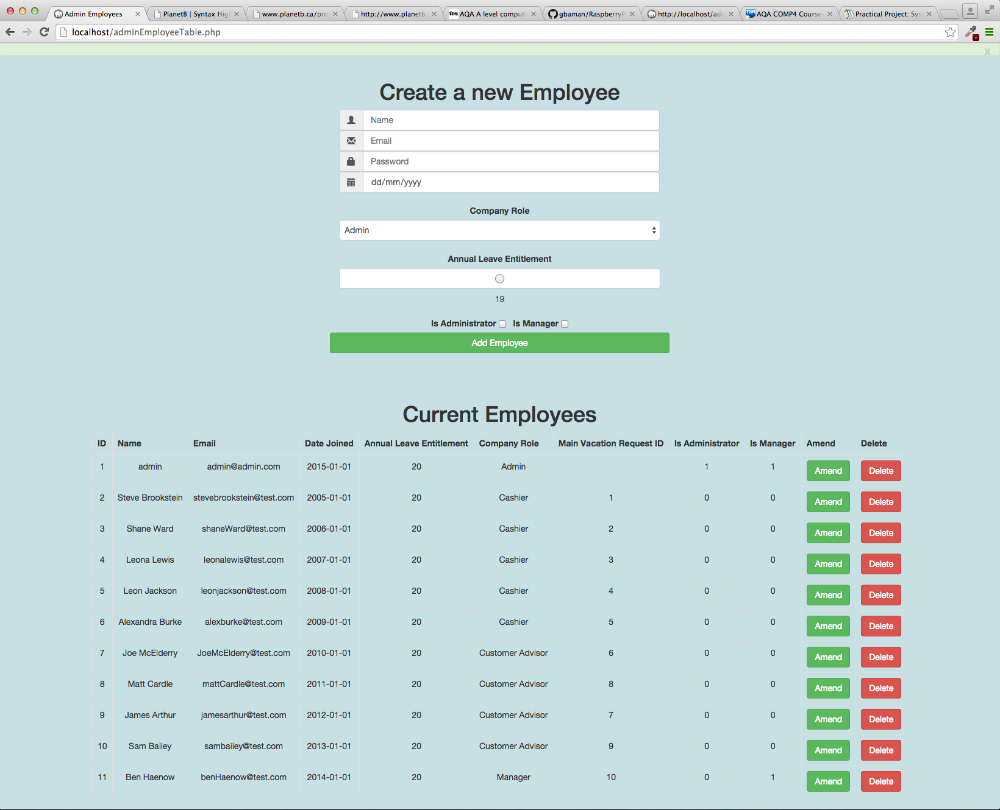 Admin Employees
PlanetB | Syntax Hig
www.planetb.ca/pro
http://www.planetb
tes AQA A level comput
gbaman/RaspberryP
http://localhost/adm
TSR AQA COMP4 Course
Practical Project: Sys
localhost/adminEmployeeTable.php
x
Create a new Employee
Name
Email
Password
dd/mm/yyyy
Company Role
Admin
Annual Leave Entitlement
19
Is Administrator Is Manager
Add Employee
Current Employees
ID Name Email Date Joined Annual Leave Entitlement Company Role Main Vacation Request ID Is Administrator Is Manager Amend Delete
1 admin admin@admin.com 2015-01-01 20 Admin 1 1 Amend Delete
2 Steve Brookstein stevebrookstein@test.com 2005-01-01 20 Cashier 1 0 0 Amend Delete
3 Shane Ward shaneWard@test.com 2006-01-01 20 Cashier 2 0 0 Amend Delete
4 Leona Lewis leonalewis@test.com 2007-01-01 20 Cashier 3 0 0 Amend Delete
5 Leon Jackson leonjackson@test.com 2008-01-01 20 Cashier 4 0 0 Amend Delete
6 Alexandra Burke alexburke@test.com 2009-01-01 20 Cashier 5 0 0 Amend Delete
7 Joe McElderry JoeMcElderry@test.com 2010-01-01 20 Customer Advisor 6 0 0 Amend Delete
8 Matt Cardle mattCardle@test.com 2011-01-01 20 Customer Advisor 8 0 0 Amend Delete
9 James Arthur jamesarthur@test.com 2012-01-01 20 Customer Advisor 7 0 0 Amend Delete
10 Sam Bailey sambailey@test.com 2013-01-01 20 Customer Advisor 9 0 0 Amend Delete
11 Ben Haenow benHaenow@test.com 2014-01-01 20 Manager 10 0 1 Amend Delete